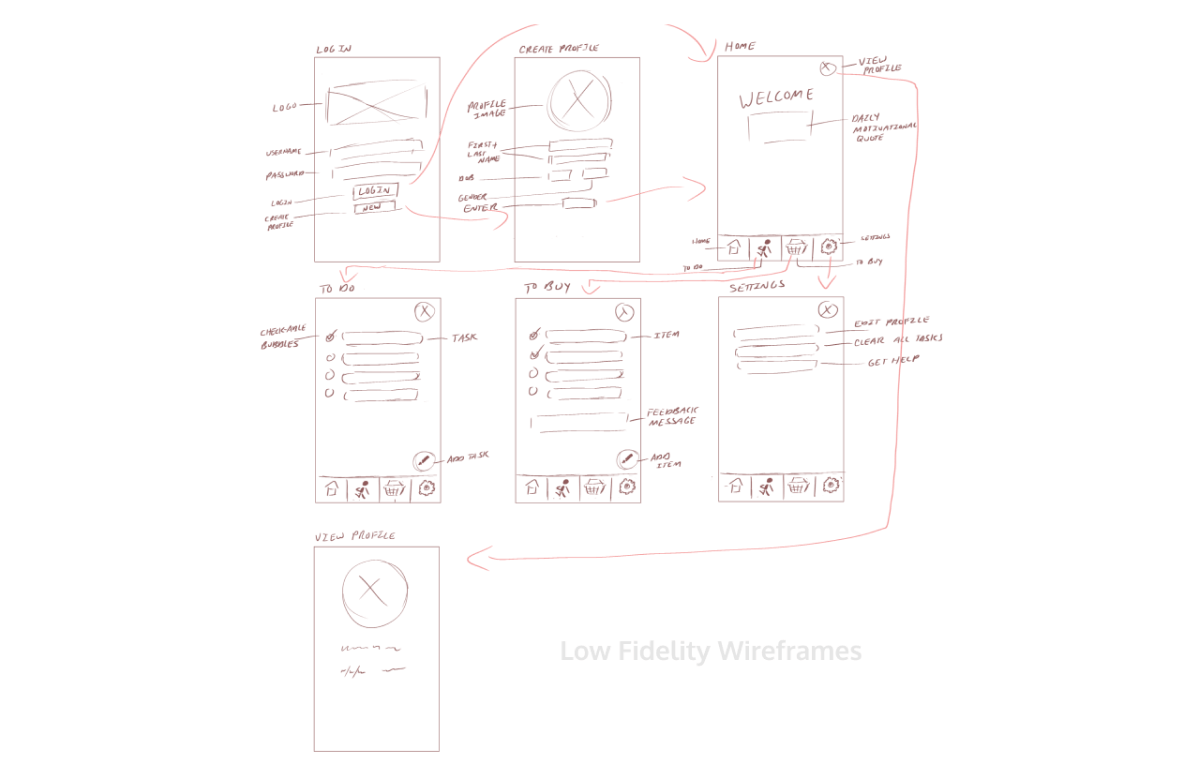 LOGIN
LOGO
USERNAME
PASSWORD
LOGIN
LOGIN
NEW
CREATE
PROFILE
CREATE PROFILE
PROFILE
IMAGE
FIRST +
LAST
NAME
DOB
GENDER
ENTER
HOME
VIEW
PROFILE
WELCOME
DAILY
MOTIVATIONAL
QUOTE
HOME
SETTINGS
TO DO
TO BUY
TO DO
CHECK-ABLE
BUBBLES
TASK
ADD TASK
TO BUY
ITEM
FEEDBACK
MESSAGE
ADD
ITEM
SETTINGS
EDIT PROFILE
CLEAR ALL TASKS
GET HELP
VIEW PROFILE
Low Fidelity Wireframes